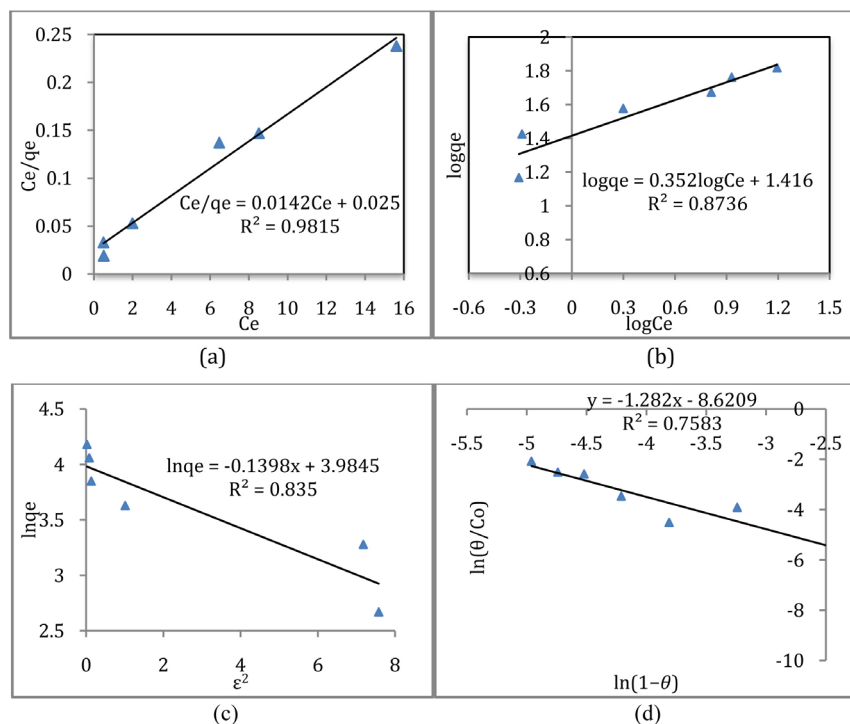 0.25
0.2
0.15
0.1
0.05
0
Ce/qe
Ce/qe = 0.0142Ce + 0.025
R² = 0.9815
0 2 4 6 8 10 12 14 16
Ce
(a)
2
1.8
1.6
1.4
1.2
1
0.8
0.6
logqe
logqe = 0.352logCe + 1.416
R² = 0.8736
-0.6 -0.3 0 0.3 0.6 0.9 1.2 1.5
logCe
(b)
4.5
4
3.5
3
2.5
lnqe
lnqe = -0.1398x + 3.9845
R² = 0.835
0 2 4 6 8
ε²
(c)
y = -1.282x - 8.6209
R² = 0.7583
-5.5 -5 -4.5 -4 -3.5 -3 -2.5
0
-2
-4
-6
-8
-10
ln(θ/Co)
ln(1−θ)
(d)